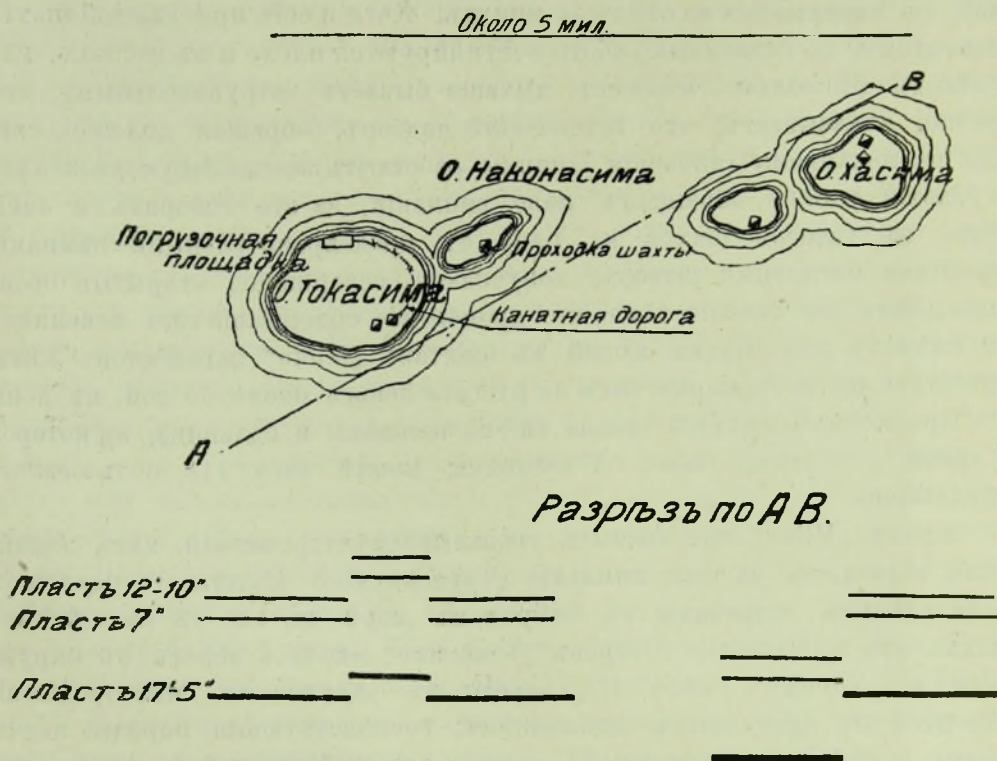 Около 5 мил.
В
О. Хасима
О. Наконасима
Погрузочная
площадка
Проходка шахты
О. Токасима
Канатная дорога
А
Разрѣзъ по А В.
Пластъ 12'-10"
Пластъ 7"
Пластъ 17'-5"